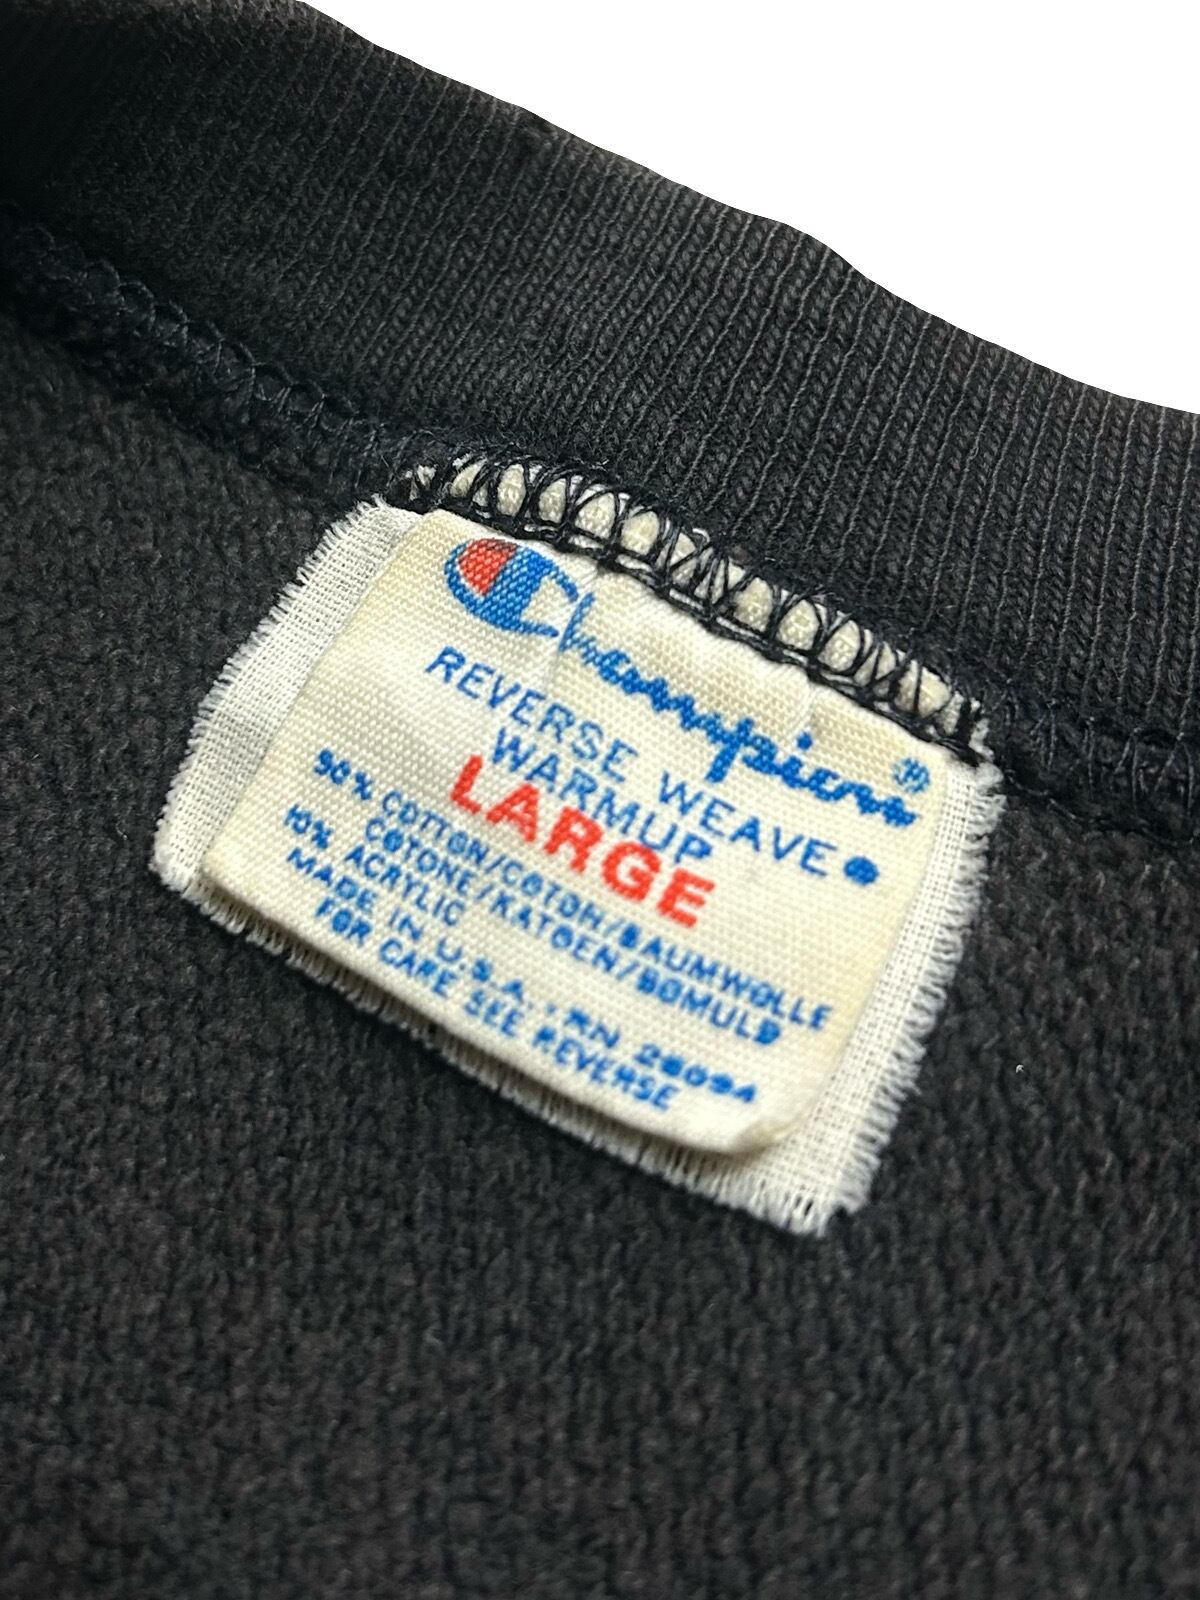 Champion®
REVERSE WEAVE ®
WARMUP
LARGE
90% COTTON/COTON/BAUMWOLLE
COTONE/KATOEN/BOMULD
10% ACRYLIC
MADE IN U.S.A., RN 26094
FOR CARE SEE REVERSE